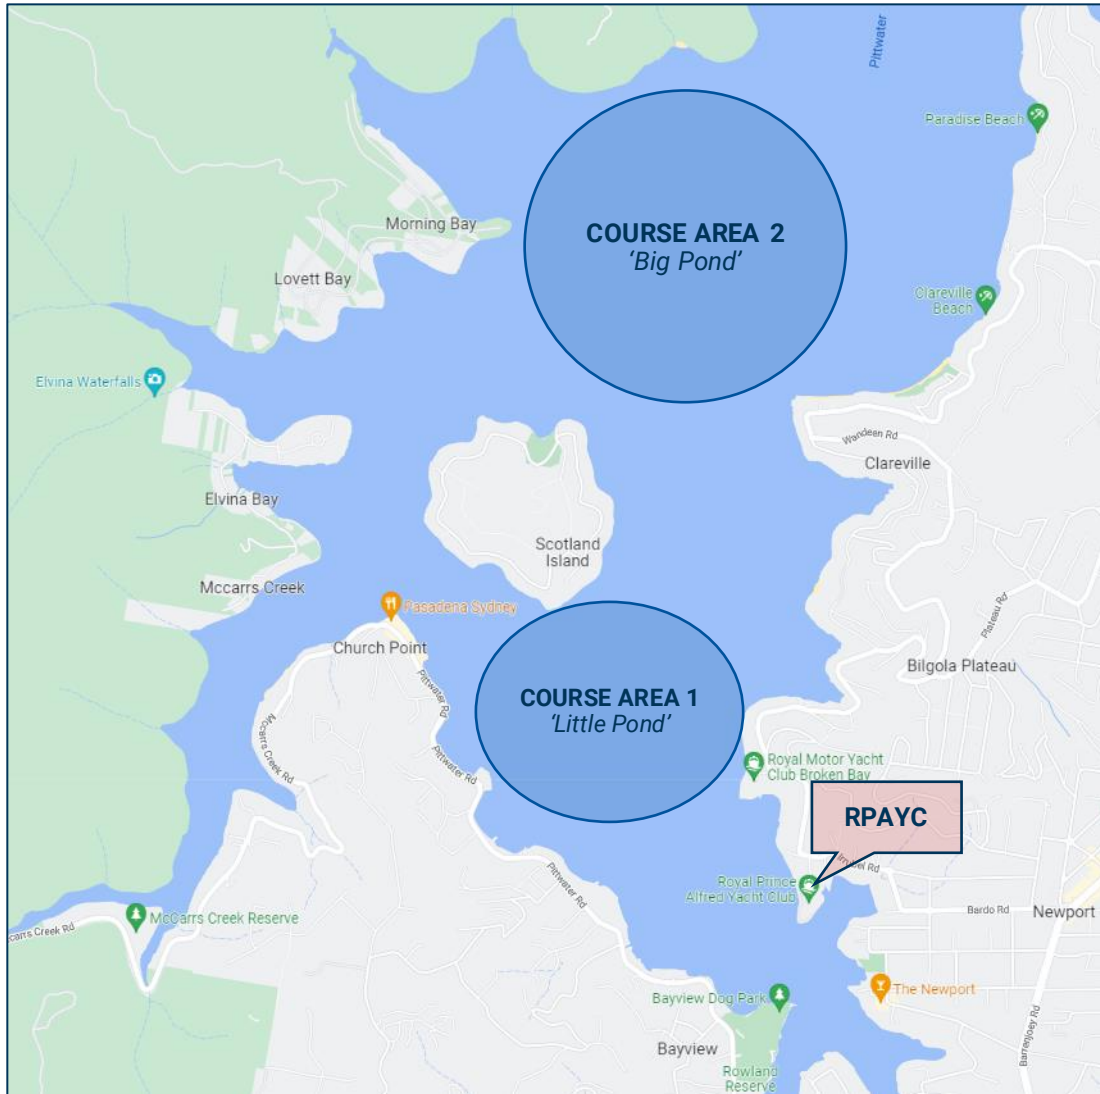 Pittwater
Paradise Beach
COURSE AREA 2
'Big Pond'
Morning Bay
Lovett Bay
Clareville
Beach
Elvina Waterfalls
Wandeen Rd
Clareville
Elvina Bay
Scotland
Island
Mccarrs Creek
Pasadena Sydney
Church Point
Plateau Rd
Bilgola Plateau
Pittwater Rd
COURSE AREA 1
'Little Pond'
Mccarrs Creek Rd
Pittwater Rd
Royal Motor Yacht
Club Broken Bay
RPAYC
Pittwater Rd
Royal Prince
Alfred Yacht Club
McCarrs Creek Reserve
Bardo Rd
Newport
Bayview Dog Park
The Newport
Barrenjoey Rd
Bayview
Rowland
Reserve